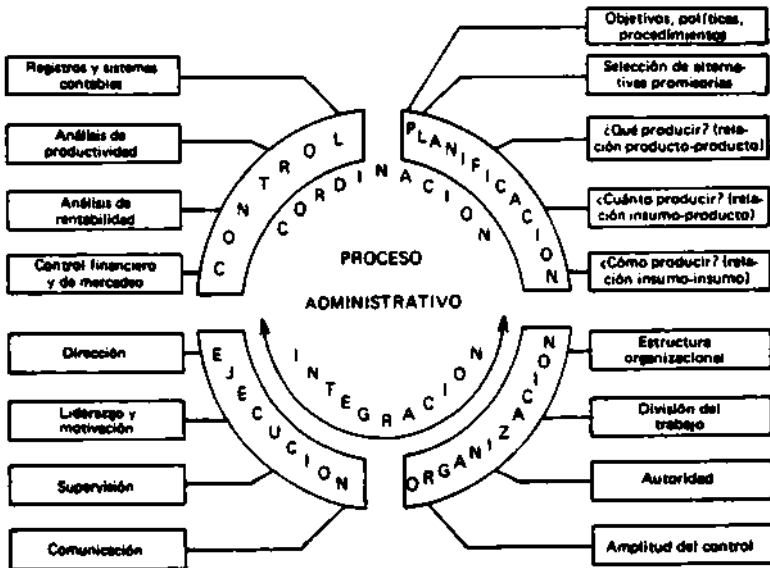 Registros y sistemas
contables
Análisis de
productividad
Análisis de
rentabilidad
Control financiero
y de mercadeo
Dirección
Liderazgo y
motivación
Supervisión
Comunicación
CONTROL
PLANIFICACION
COORDINACION
PROCESO
ADMINISTRATIVO
INTEGRACION
EJECUCION
ORGANIZACION
Objetivos, políticas,
procedimientos
Selección de alterna-
tivas promisorias
¿Qué producir? (rela-
ción producto-producto)
¿Cuánto producir? (rela-
ción insumo-producto)
¿Cómo producir? (rela-
ción insumo-insumo)
Estructura
organizacional
División del
trabajo
Autoridad
Amplitud del control